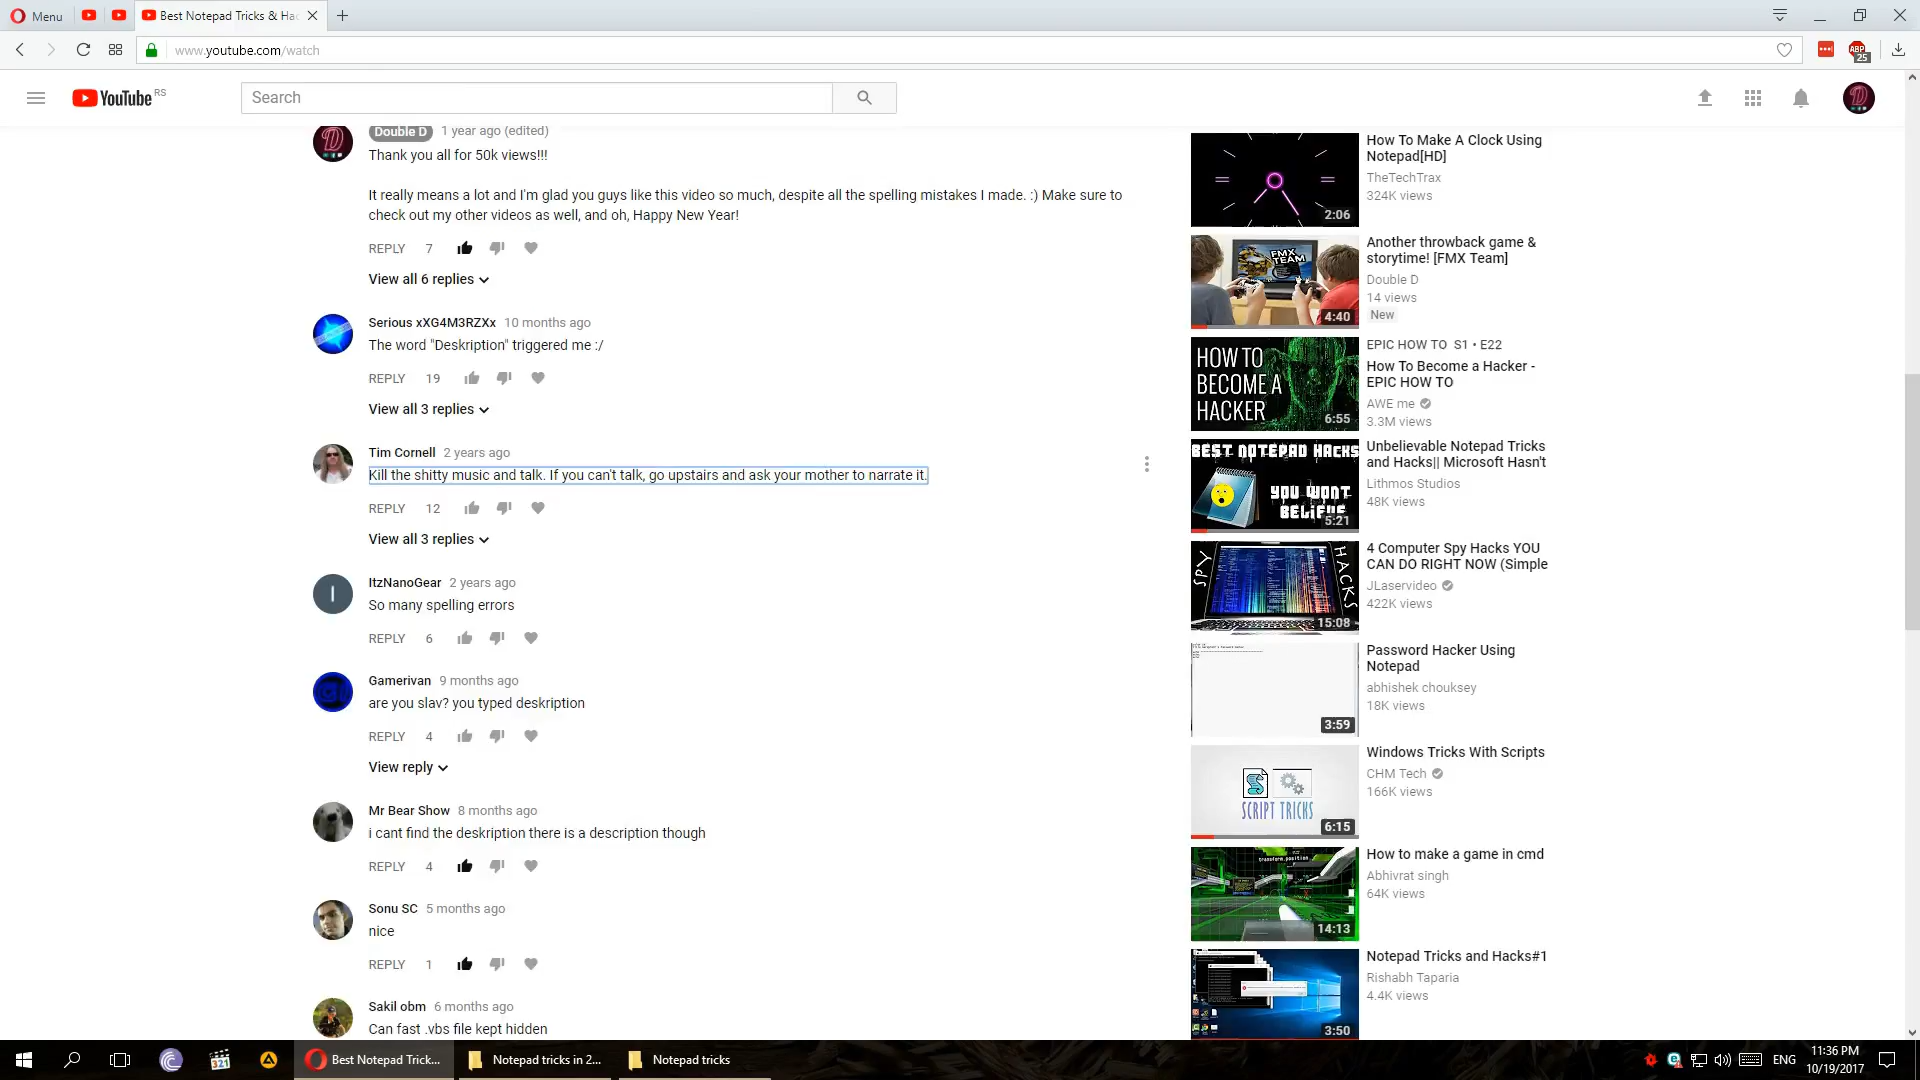 Menu
Best Notepad Tricks & Hac
www.youtube.com/watch
25
YouTube RS
Search
Double D 1 year ago (edited)
Thank you all for 50k views!!!
It really means a lot and I'm glad you guys like this video so much, despite all the spelling mistakes I made. :) Make sure to
check out my other videos as well, and oh, Happy New Year!
REPLY 7
View all 6 replies
Serious xXG4M3RZXx 10 months ago
The word "Deskription" triggered me :/
REPLY 19
View all 3 replies
Tim Cornell 2 years ago
Kill the shitty music and talk. If you can't talk, go upstairs and ask your mother to narrate it.
REPLY 12
View all 3 replies
ItzNanoGear 2 years ago
So many spelling errors
REPLY 6
Gamerivan 9 months ago
are you slav? you typed deskription
REPLY 4
View reply
Mr Bear Show 8 months ago
i cant find the deskription there is a description though
REPLY 4
Sonu SC 5 months ago
nice
REPLY 1
Sakil obm 6 months ago
Can fast .vbs file kept hidden
2:06
How To Make A Clock Using
Notepad[HD]
TheTechTrax
324K views
FMX TEAM
4:40
Another throwback game &
storytime! [FMX Team]
Double D
14 views
New
HOW TO
BECOME A
HACKER
6:55
EPIC HOW TO S1 • E22
How To Become a Hacker -
EPIC HOW TO
AWE me
3.3M views
BEST NOTEPAD HACKS
YOU WONT
BELIEVE
5:21
Unbelievable Notepad Tricks
and Hacks|| Microsoft Hasn't
Lithmos Studios
48K views
SPY HACKS
15:08
4 Computer Spy Hacks YOU
CAN DO RIGHT NOW (Simple
JLaservideo
422K views
3:59
Password Hacker Using
Notepad
abhishek chouksey
18K views
SCRIPT TRICKS
6:15
Windows Tricks With Scripts
CHM Tech
166K views
transform.position
14:13
How to make a game in cmd
Abhivrat singh
64K views
3:50
Notepad Tricks and Hacks#1
Rishabh Taparia
4.4K views
321
Best Notepad Trick...
Notepad tricks in 2...
Notepad tricks
ENG
11:36 PM
10/19/2017